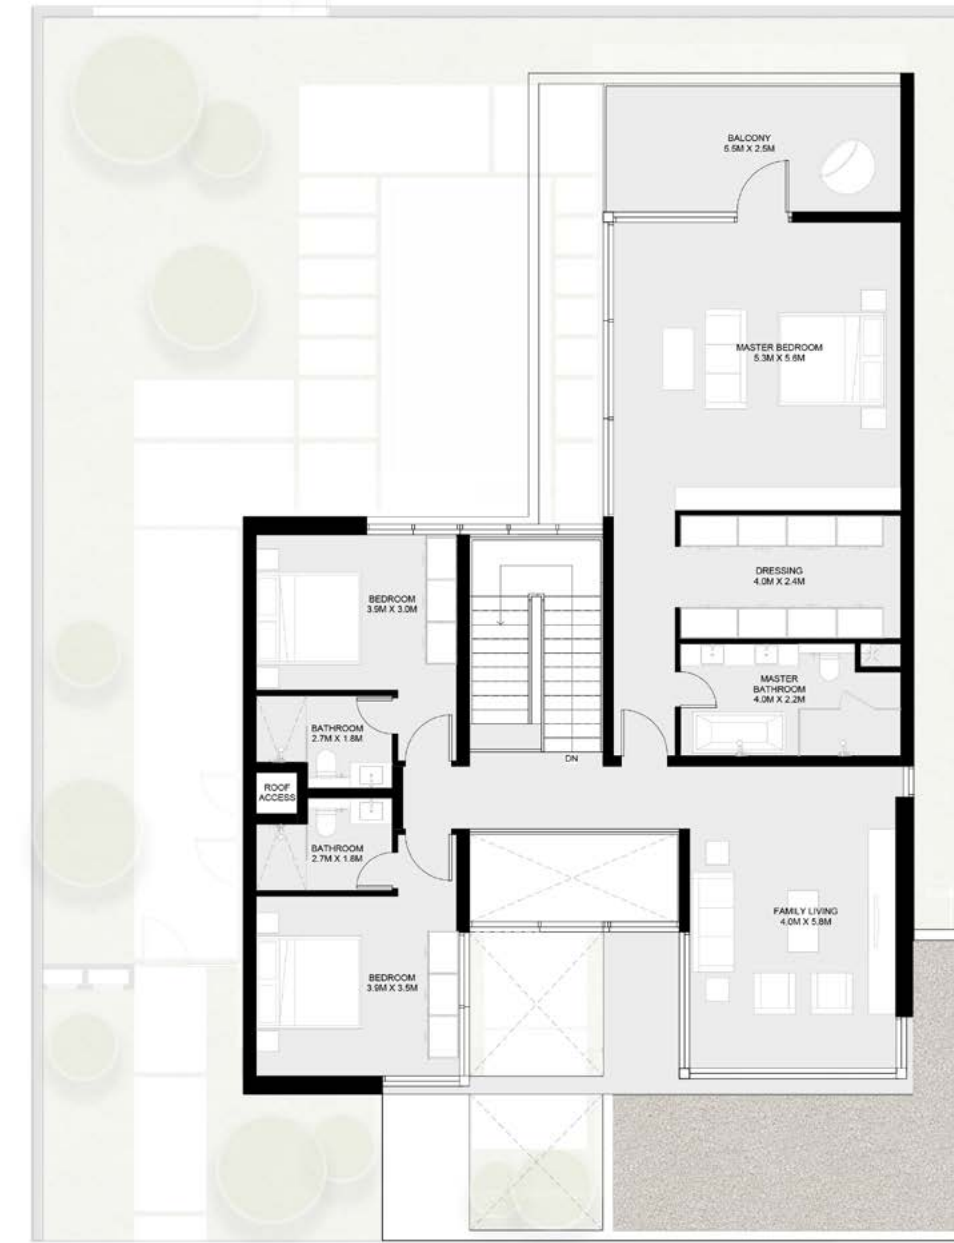 BALCONY
5.5M X 2.5M
MASTER BEDROOM
5.3M X 5.6M
DRESSING
4.0M X 2.4M
BEDROOM
3.9M X 3.0M
MASTER
BATHROOM
4.0M X 2.2M
BATHROOM
2.7M X 1.8M
DN
ROOF
ACCESS
BATHROOM
2.7M X 1.8M
FAMILY LIVING
4.0M X 5.8M
BEDROOM
3.9M X 3.5M